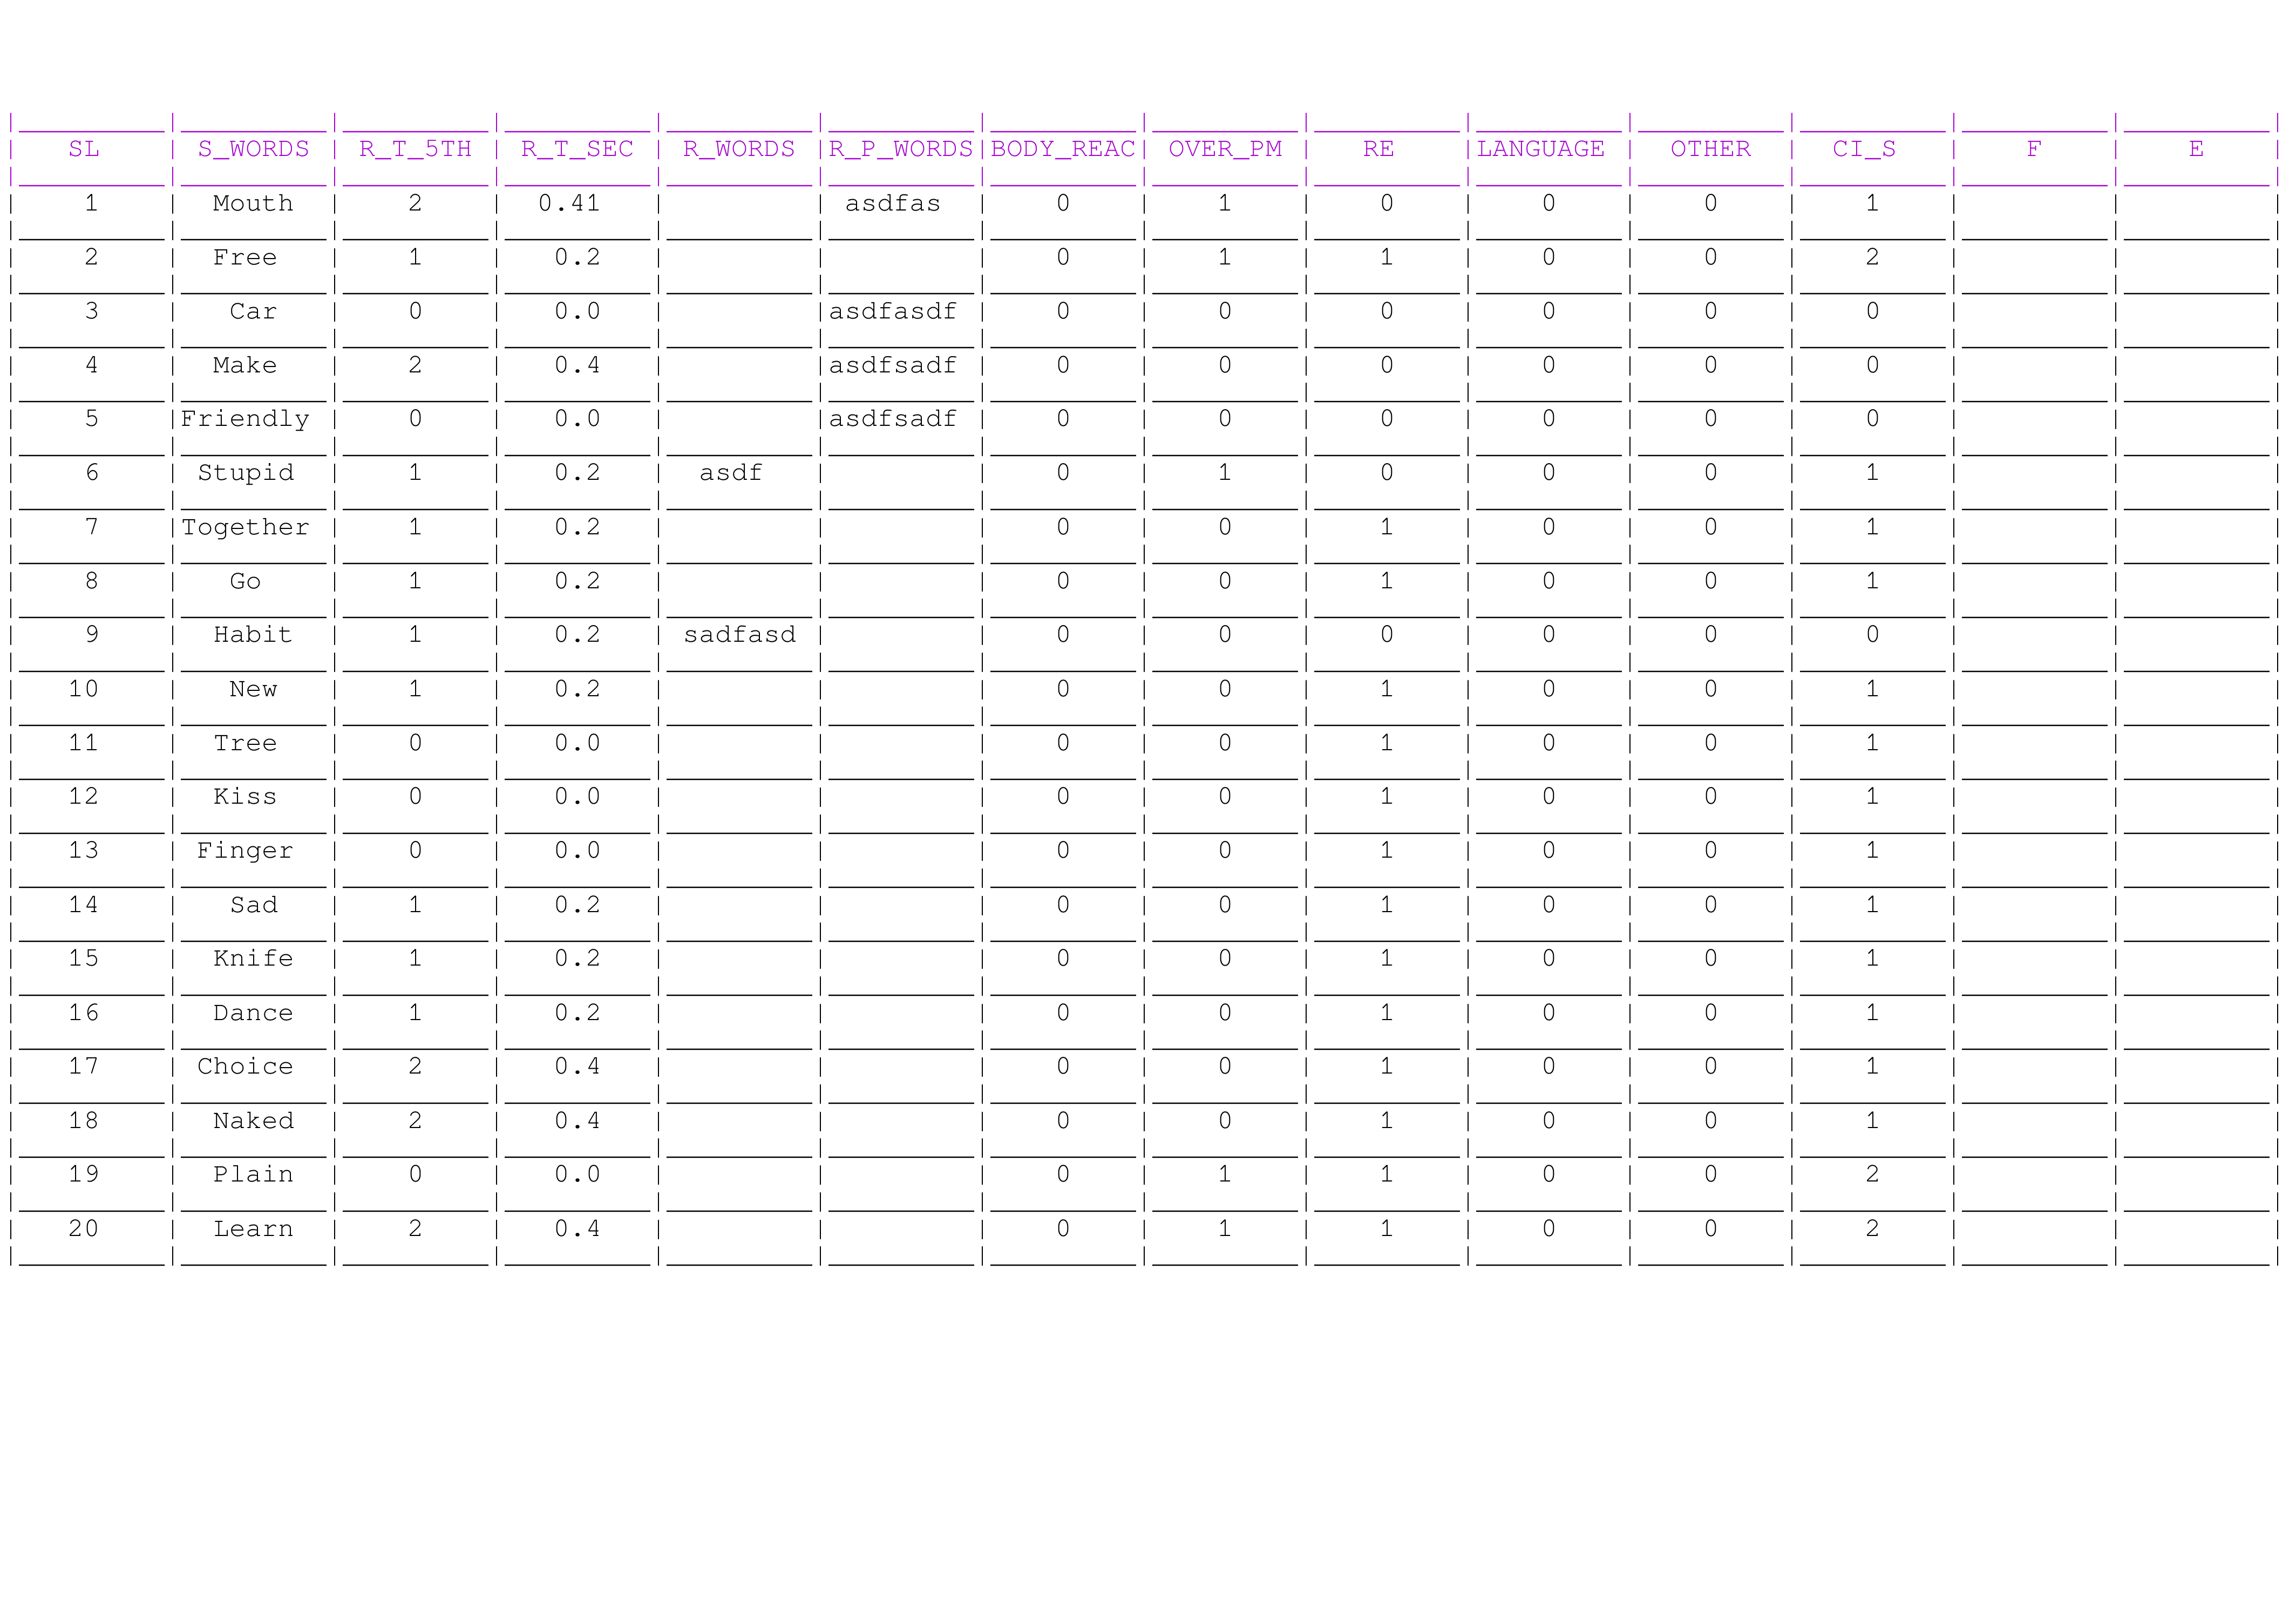 SL S_WORDS R_T_5TH R_T_SEC R_WORDS R_P_WORDS BODY_REAC OVER_PM RE LANGUAGE OTHER CI_S F E
1 Mouth 2 0.41 asdfas 0 1 0 0 0 1
2 Free 1 0.2 0 1 1 0 0 2
3 Car 0 0.0 asdfasdf 0 0 0 0 0 0
4 Make 2 0.4 asdfsadf 0 0 0 0 0 0
5 Friendly 0 0.0 asdfsadf 0 0 0 0 0 0
6 Stupid 1 0.2 asdf 0 1 0 0 0 1
7 Together 1 0.2 0 0 1 0 0 1
8 Go 1 0.2 0 0 1 0 0 1
9 Habit 1 0.2 sadfasd 0 0 0 0 0 0
10 New 1 0.2 0 0 1 0 0 1
11 Tree 0 0.0 0 0 1 0 0 1
12 Kiss 0 0.0 0 0 1 0 0 1
13 Finger 0 0.0 0 0 1 0 0 1
14 Sad 1 0.2 0 0 1 0 0 1
15 Knife 1 0.2 0 0 1 0 0 1
16 Dance 1 0.2 0 0 1 0 0 1
17 Choice 2 0.4 0 0 1 0 0 1
18 Naked 2 0.4 0 0 1 0 0 1
19 Plain 0 0.0 0 1 1 0 0 2
20 Learn 2 0.4 0 1 1 0 0 2